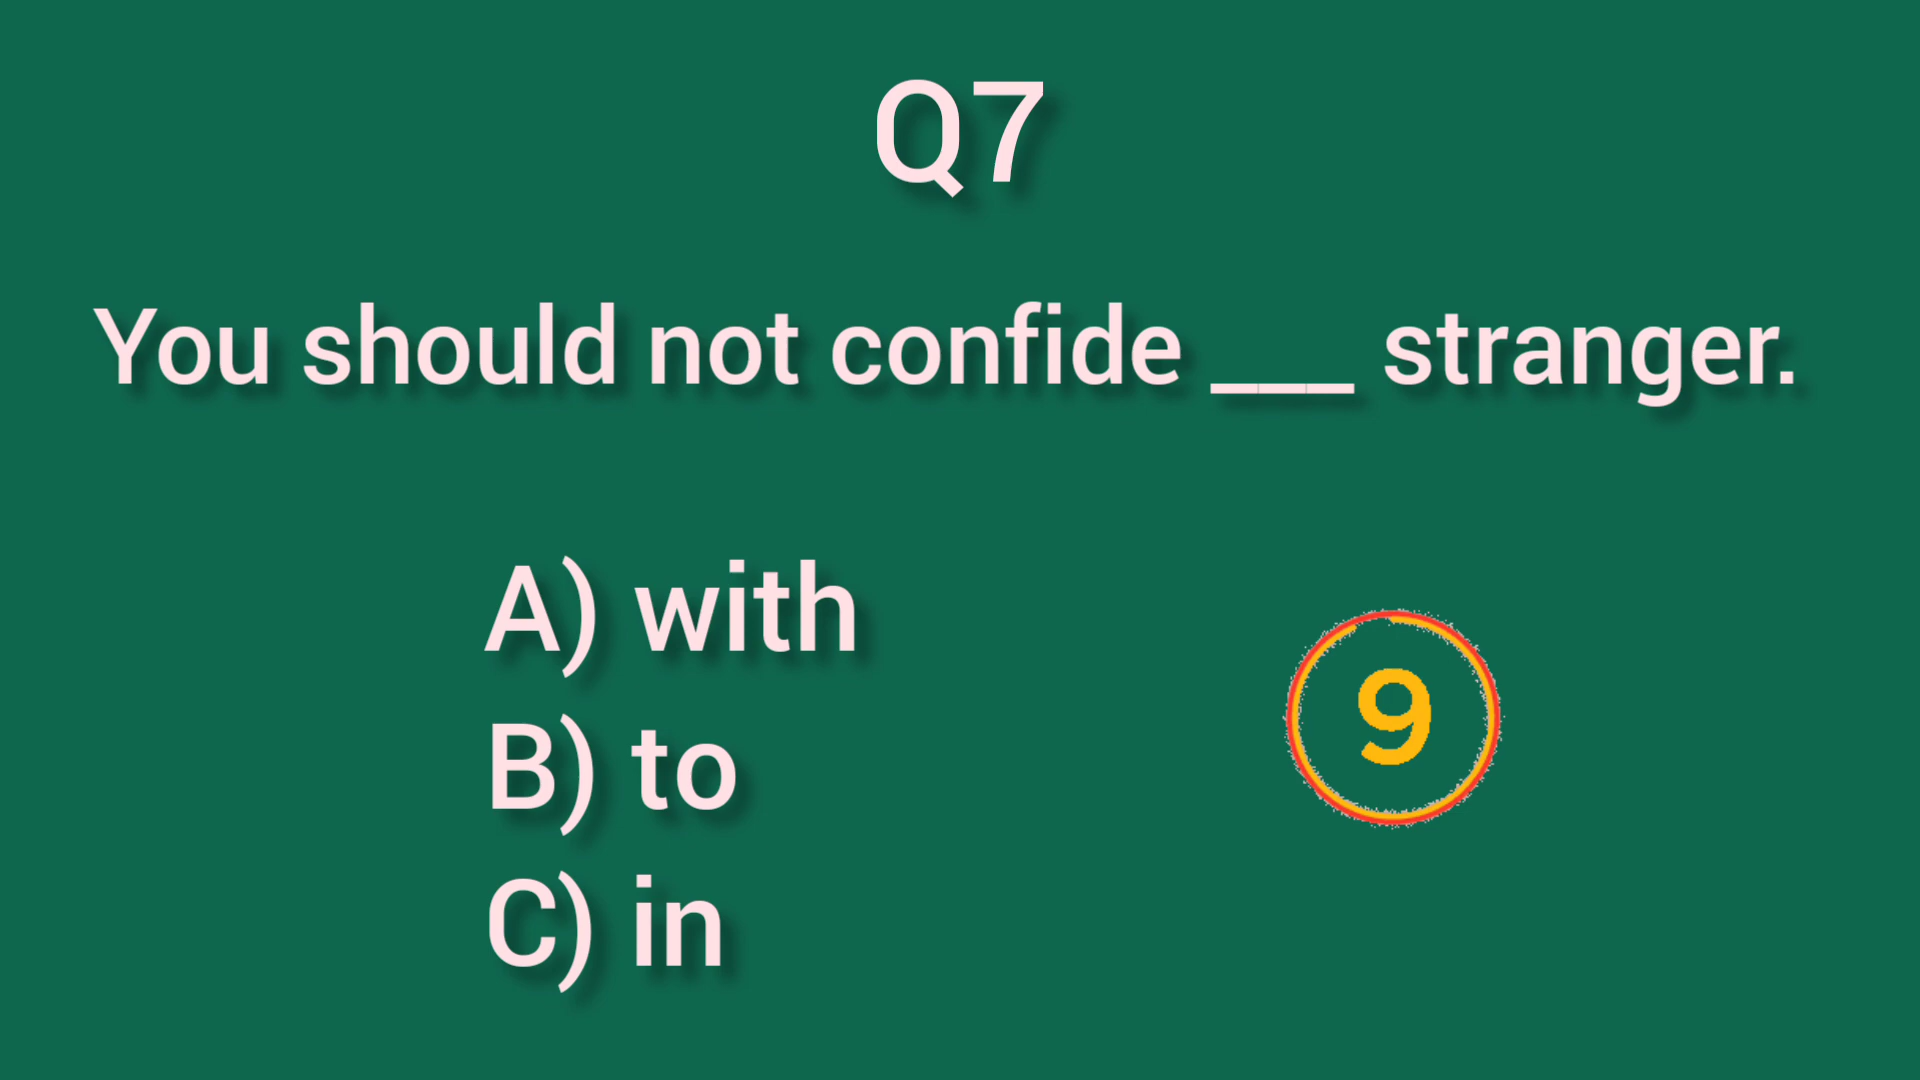 Q7
You should not confide ___ stranger.
A) with
B) to
9
C) in